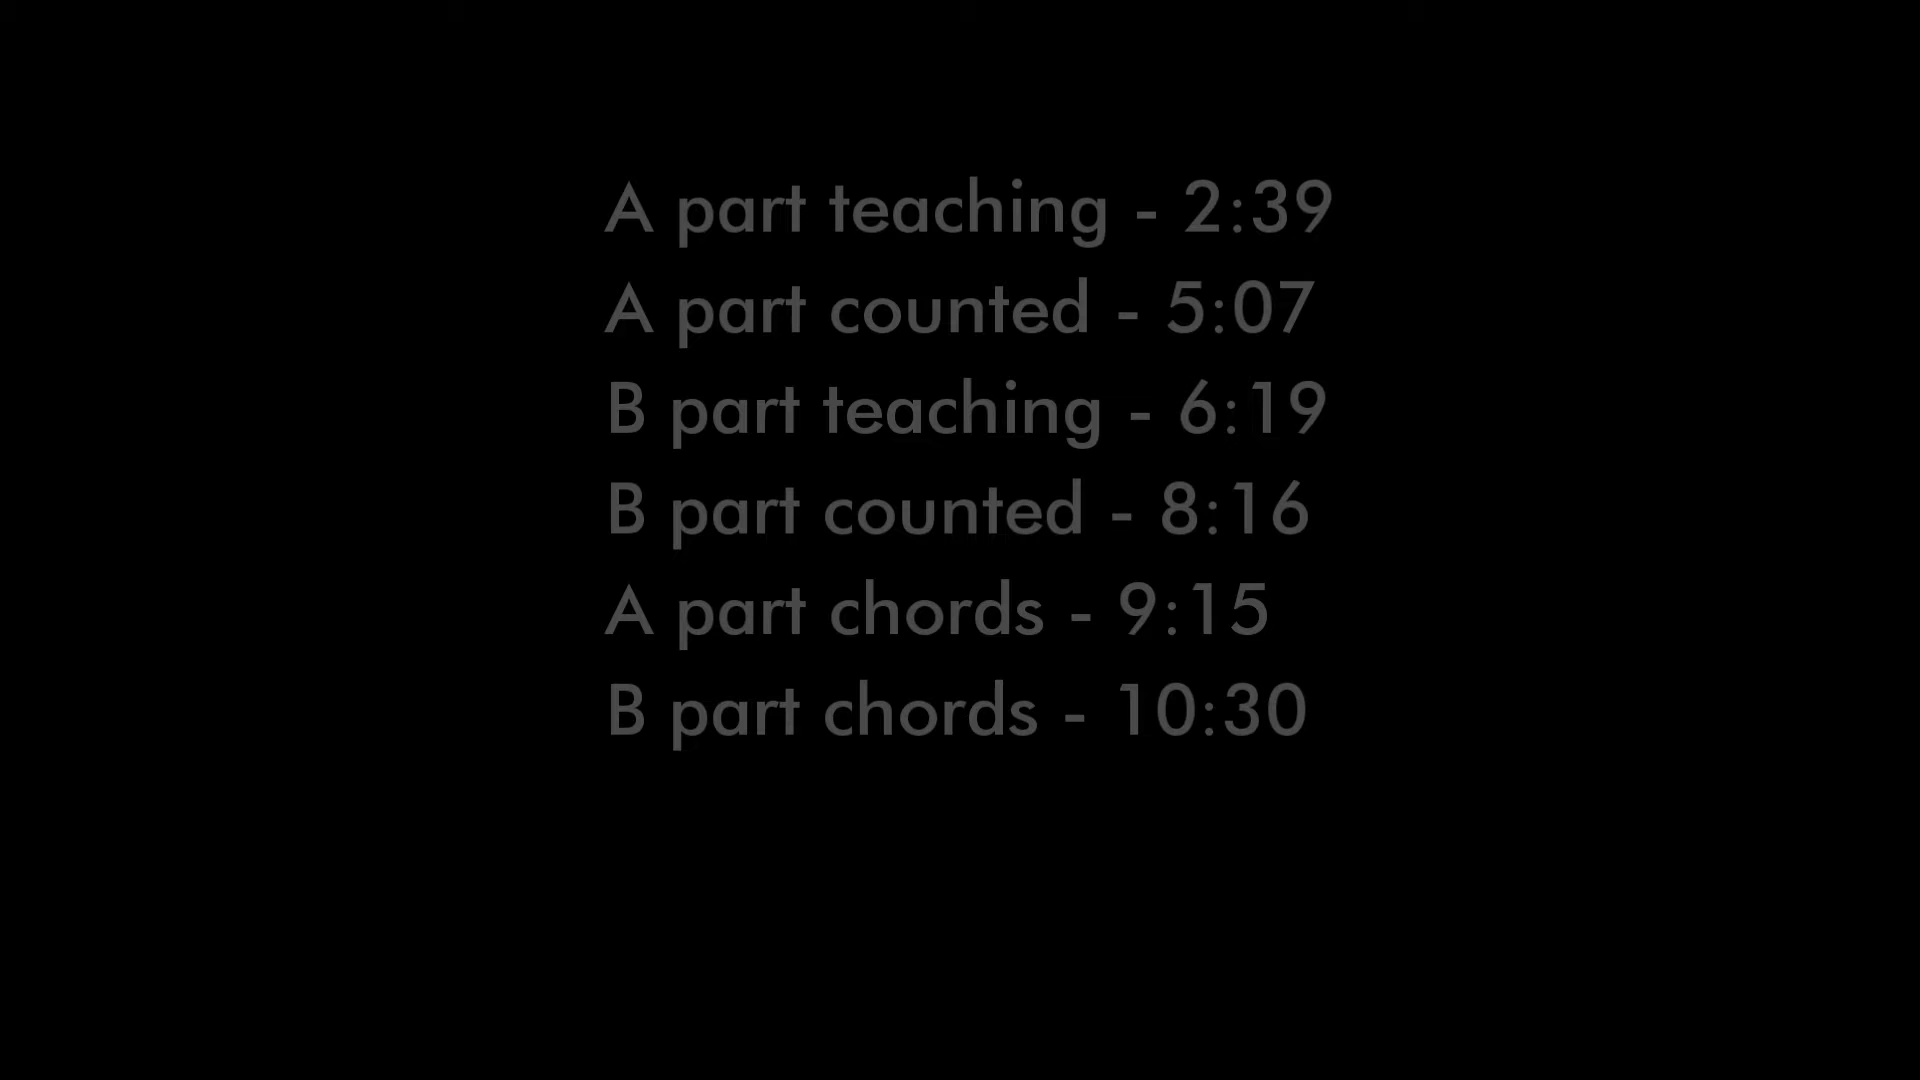 A part teaching - 2:39
A part counted - 5:07
B part teaching - 6:19
B part counted - 8:16
A part chords - 9:15
B part chords - 10:30